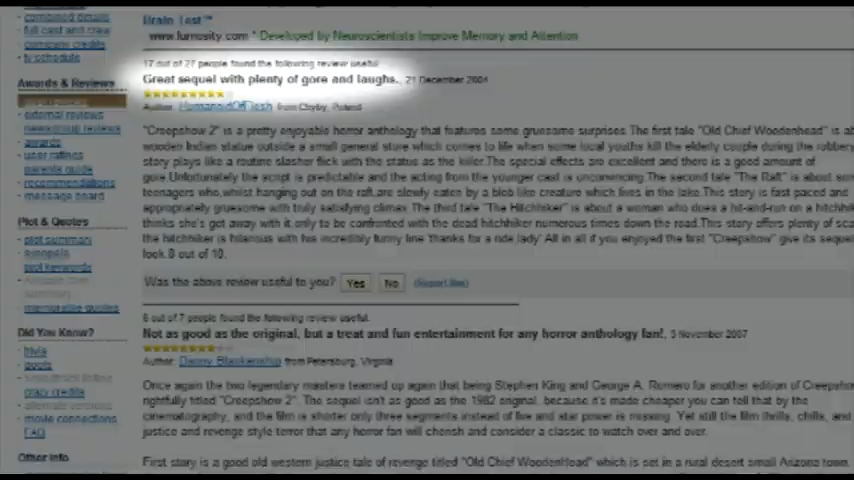 Brain Test™
www.lumosity.com * Developed by Neuroscientists Improve Memory and Attention
combined details
full cast and crew
company credits
tv schedule
17 out of 27 people found the following review useful
Great sequel with plenty of gore and laughs., 21 December 2004
Awards & Reviews
Author: HumanoidOfFlesh from Chyby, Poland
external reviews
newsgroup reviews
awards
user ratings
parents guide
recommendations
message board
"Creepshow 2" is a pretty enjoyable horror anthology that features some gruesome surprises.The first tale "Old Chief Woodenhead" is
wooden Indian statue outside a small general store which comes to life when some local youths kill the elderly couple during the robbery
story plays like a routine slasher flick with the status as the killer.The special effects are excellent and there is a good amount of
gore.Unfortunately the script is predictable and the acting from the younger cast is unconvincing.The second tale "The Raft" is about
teenagers who,whilst hanging out on the raft,are slowly eaten by a blob like creature which lives in the lake.This story is fast paced and
appropriately gruesome with truly satisfying climax.The third tale "The Hitchhiker" is about a woman who does a hit-and-run on a
thinks she's got away with it only to be confronted with the dead hitchhiker numerous times down the road.This story offers plenty of
the hitchhiker is hilarious with his incredibly funny line 'thanks for a ride lady' All in all if you enjoyed the first "Creepshow" give its
look.8 out of 10.
Plot & Quotes
plot summary
synopsis
plot keywords
memorable quotes
Was the above review useful to you? Yes No (Report this)
6 out of 7 people found the following review useful.
Not as good as the original, but a treat and fun entertainment for any horror anthology fan!, 3 November 2007
Author: Danny Blankenship from Petersburg, Virginia
Did You Know?
trivia
goofs
soundtrack listing
crazy credits
alternate versions
movie connections
FAQ
Once again the two legendary masters teamed up again that being Stephen King and George A. Romero for another edition of
rightfully titled "Creepshow 2". The sequel isn't as good as the 1982 original, because it's made cheaper you can tell that by the
cinematography, and the film is shorter only three segments instead of five and star power is missing. Yet still the film thrills, chills, and
justice and revenge style terror that any horror fan will cherish and consider a classic to watch over and over.
Other Info
First story is a good old western justice tale of revenge titled "Old Chief WoodenHead" which is set in a rural desert small Arizona town.